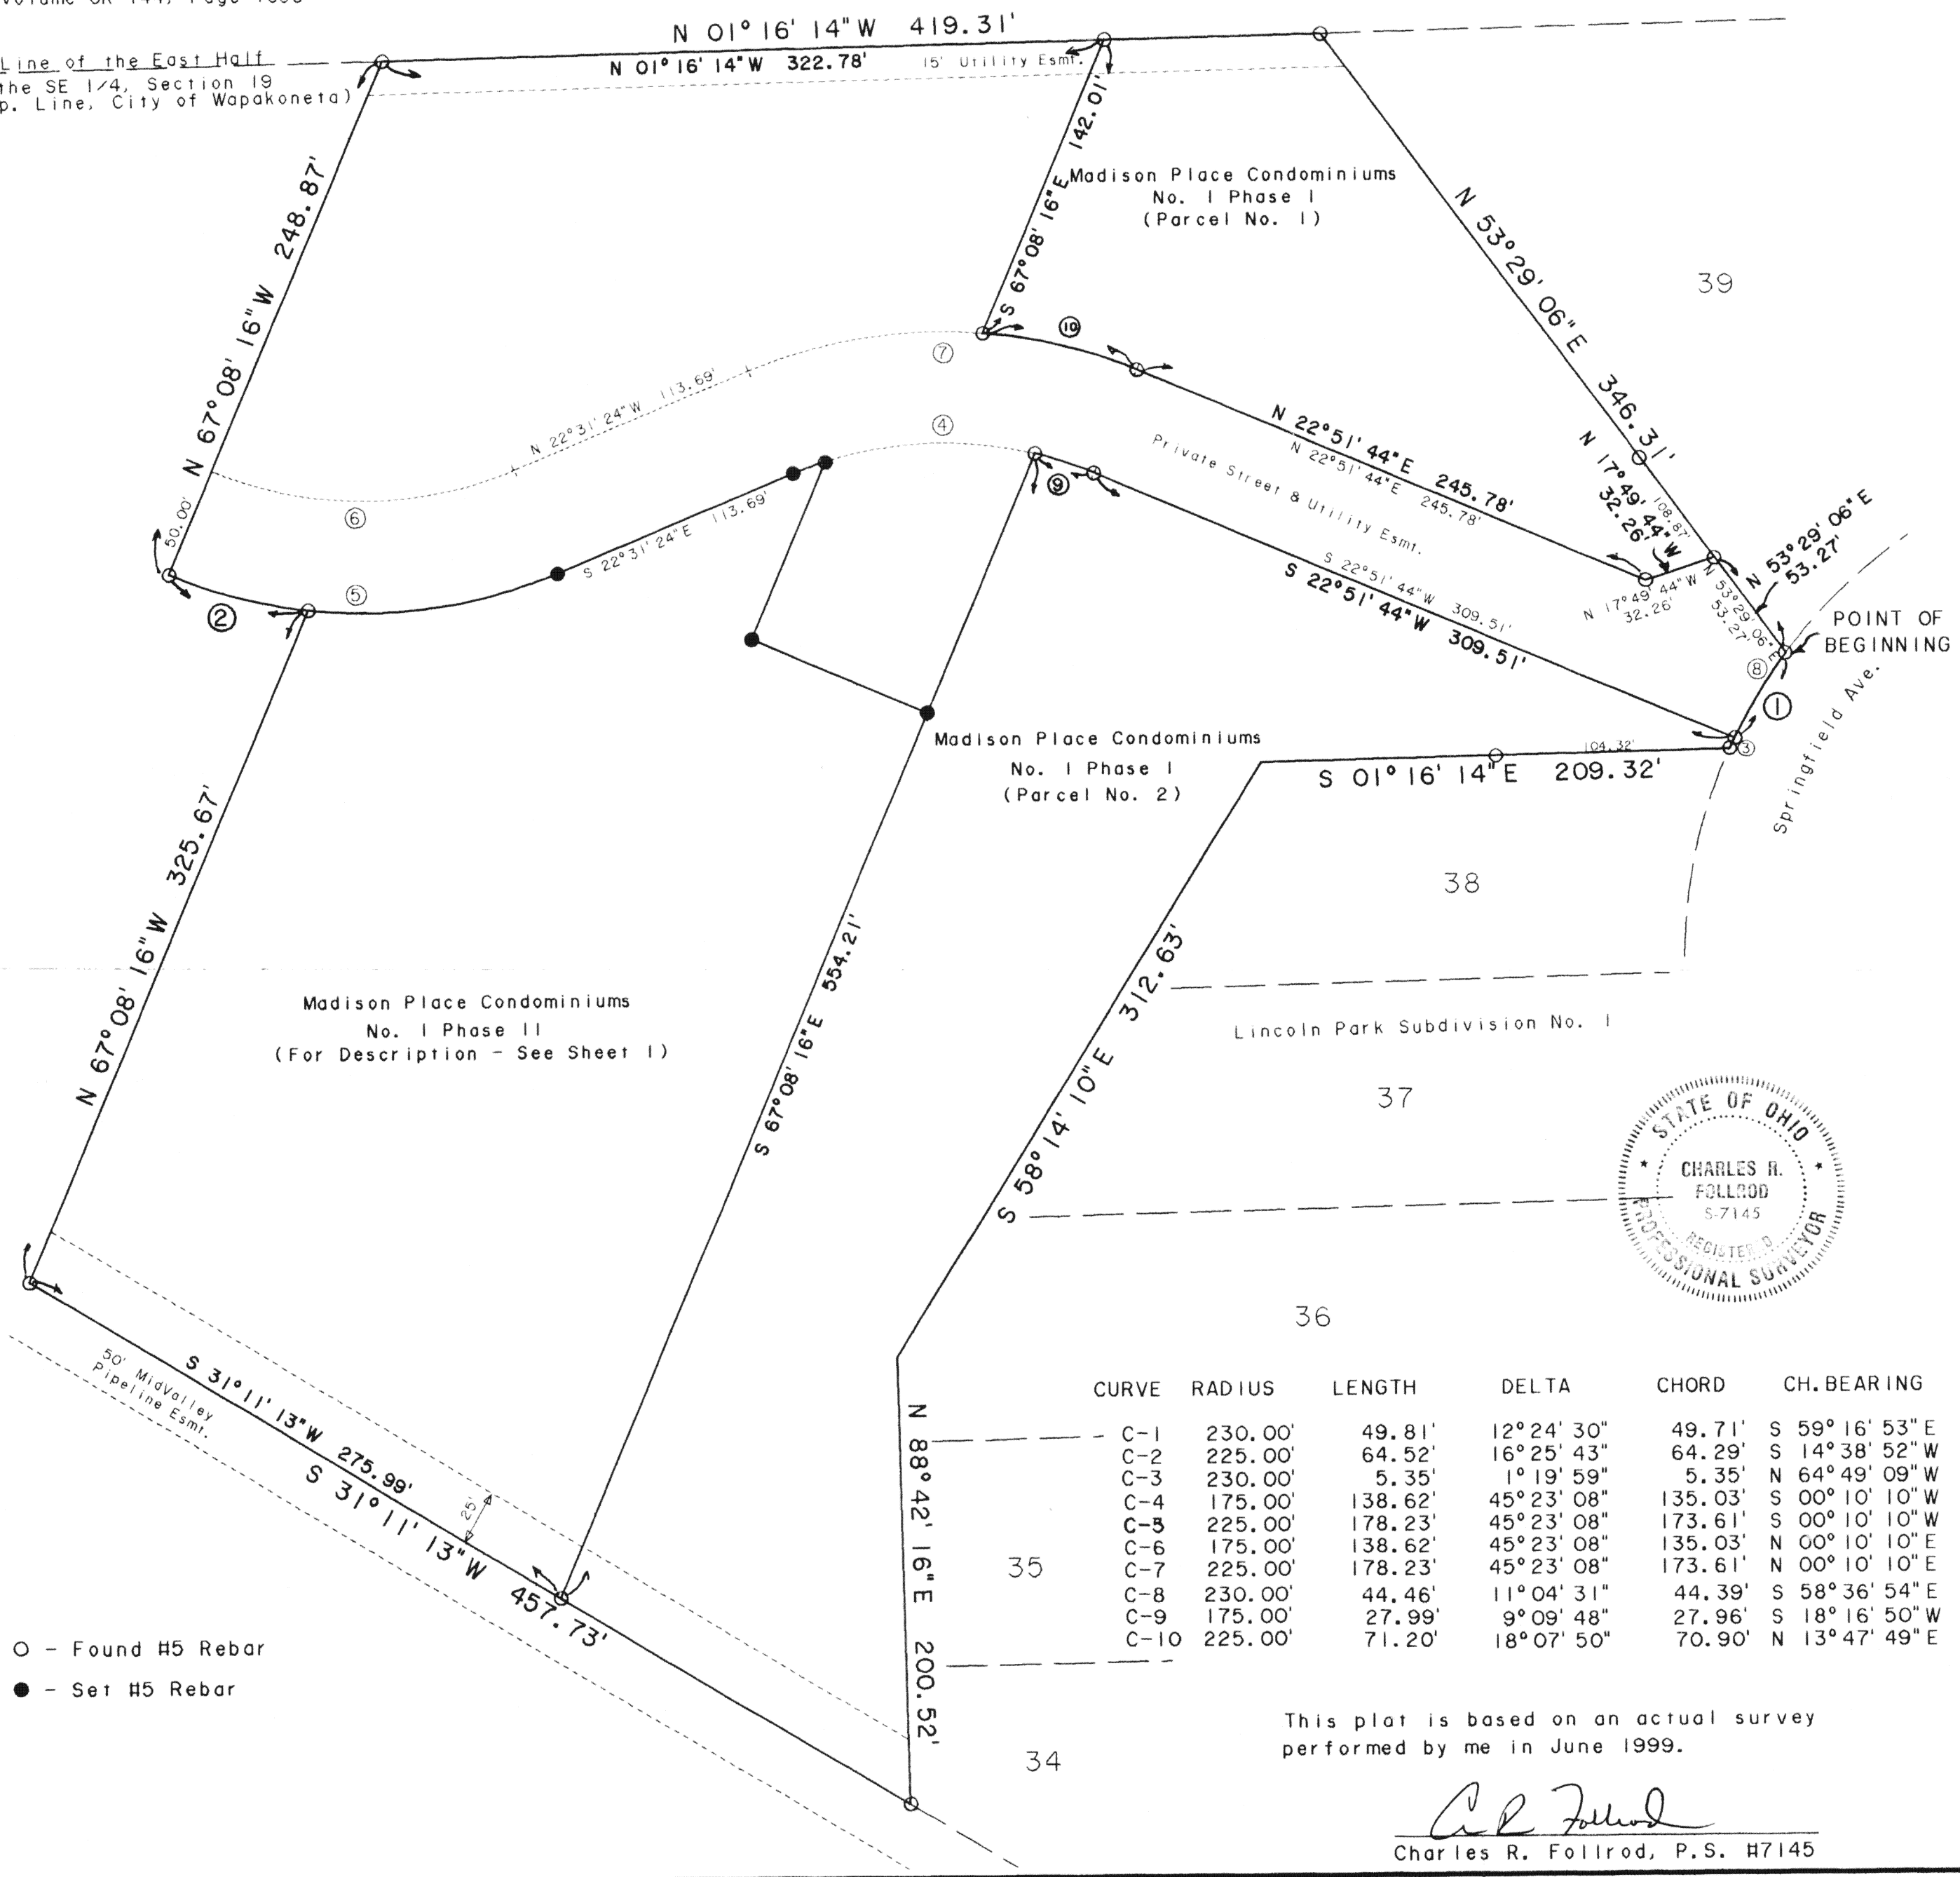 N 01° 16' 14" W 419.31'
Line of the East Half
the SE 1/4, Section 19
p. Line, City of Wapakoneta)
N 01° 16' 14" W 322.78'
15' Utility Esmt.
N 67° 08' 16" W 248.87'
50.00'
S 67° 08' 16" E 142.01'
Madison Place Condominiums
No. 1 Phase 1
(Parcel No. 1)
N 53° 29' 06" E 346.31'
39
10
7
4
6
5
2
9
N 22° 31' 24" W 113.69'
S 22° 31' 24" E 113.69'
N 22° 51' 44" E 245.78'
N 22° 51' 44" E 245.78'
Private Street & Utility Esmt.
S 22° 51' 44" W 309.51'
S 22° 51' 44" W 309.51'
N 17° 49' 44" W
32.26'
108.87'
N 17° 49' 44" W
32.26'
N 53° 29' 06" E
53.27'
N 53° 29' 06" E
53.27'
POINT OF
BEGINNING
8
1
3
Springfield Ave.
104.32'
S 01° 16' 14" E 209.32'
Madison Place Condominiums
No. 1 Phase 1
(Parcel No. 2)
38
N 67° 08' 16" W 325.67'
S 67° 08' 16" E 554.21'
S 58° 14' 10" E 312.63'
Madison Place Condominiums
No. 1 Phase 11
(For Description - See Sheet 1)
Lincoln Park Subdivision No. 1
37
STATE OF OHIO
CHARLES R.
FOLLROD
S-7145
REGISTERED
PROFESSIONAL SURVEYOR
36
50' MidValley
Pipeline Esmt.
S 31° 11' 13" W 275.99'
S 31° 11' 13" W 457.73'
25'
N 88° 42' 16" E 200.52'
35
34
CURVE RADIUS LENGTH DELTA CHORD CH.BEARING
C-1 230.00' 49.81' 12° 24' 30" 49.71' S 59° 16' 53" E
C-2 225.00' 64.52' 16° 25' 43" 64.29' S 14° 38' 52" W
C-3 230.00' 5.35' 1° 19' 59" 5.35' N 64° 49' 09" W
C-4 175.00' 138.62' 45° 23' 08" 135.03' S 00° 10' 10" W
C-5 225.00' 178.23' 45° 23' 08" 173.61' S 00° 10' 10" W
C-6 175.00' 138.62' 45° 23' 08" 135.03' N 00° 10' 10" E
C-7 225.00' 178.23' 45° 23' 08" 173.61' N 00° 10' 10" E
C-8 230.00' 44.46' 11° 04' 31" 44.39' S 58° 36' 54" E
C-9 175.00' 27.99' 9° 09' 48" 27.96' S 18° 16' 50" W
C-10 225.00' 71.20' 18° 07' 50" 70.90' N 13° 47' 49" E
O - Found #5 Rebar
● - Set #5 Rebar
This plat is based on an actual survey
performed by me in June 1999.
C R Follrod
Charles R. Follrod, P.S. #7145